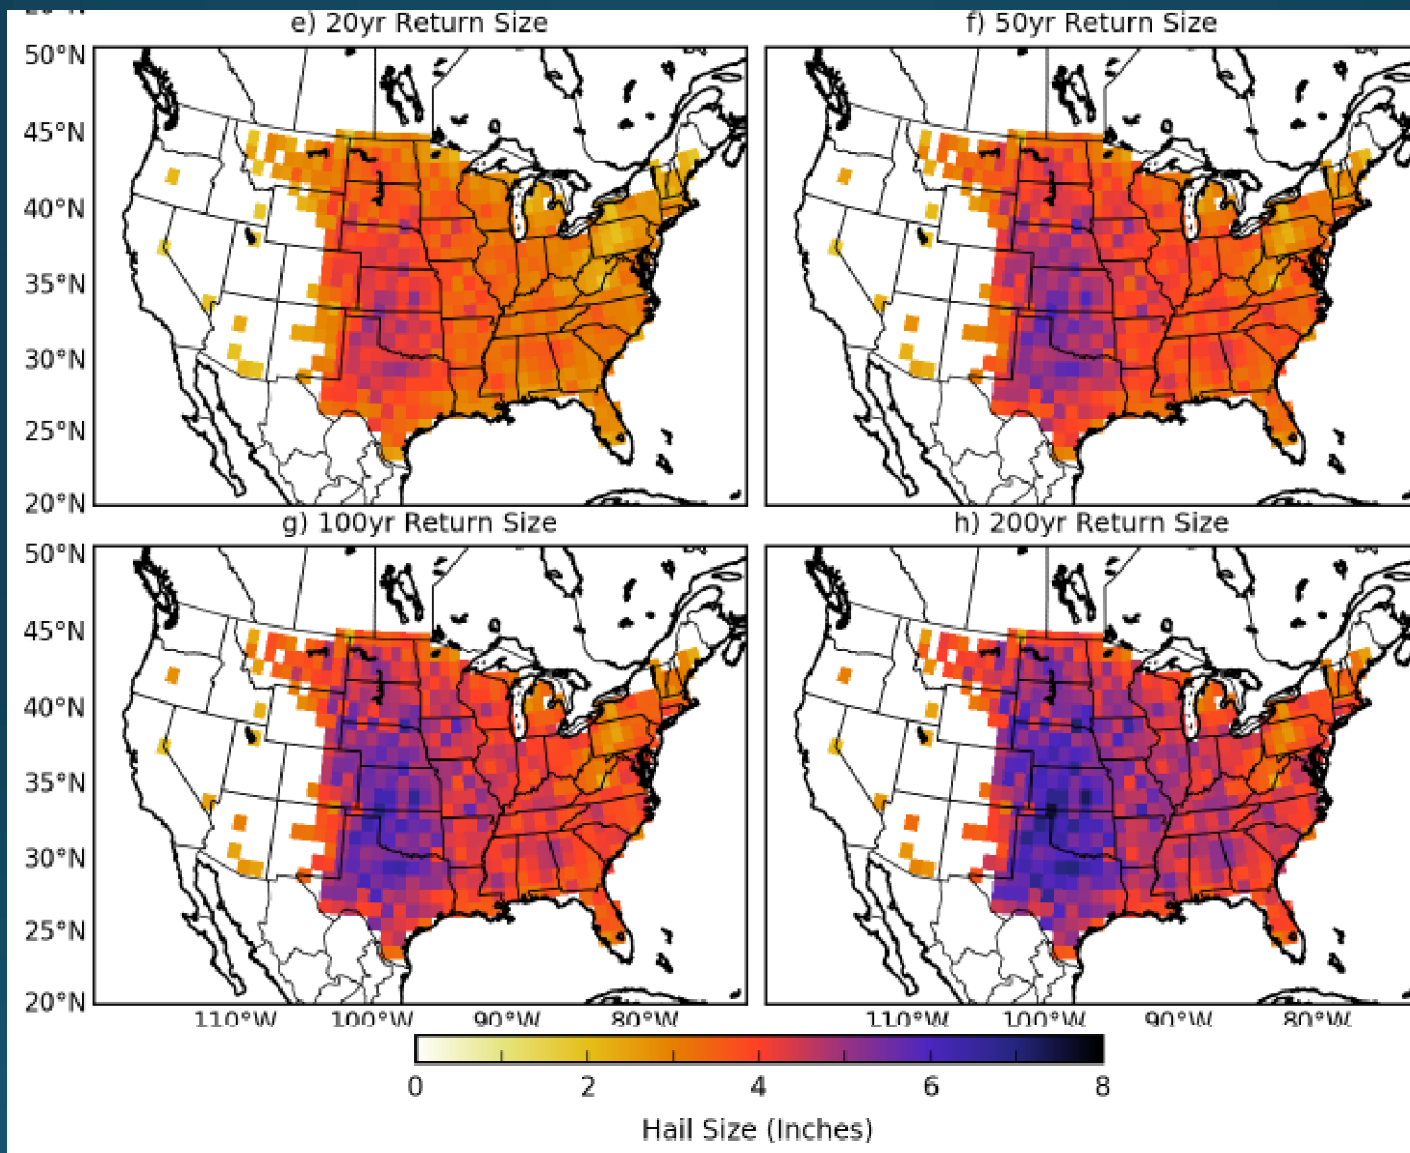 e) 20yr Return Size
f) 50yr Return Size
50°N
45°N
40°N
35°N
30°N
25°N
20°N
g) 100yr Return Size
h) 200yr Return Size
50°N
45°N
40°N
35°N
30°N
25°N
20°N
110°W 100°W 90°W 80°W
110°W 100°W 90°W 80°W
0 2 4 6 8
Hail Size (Inches)